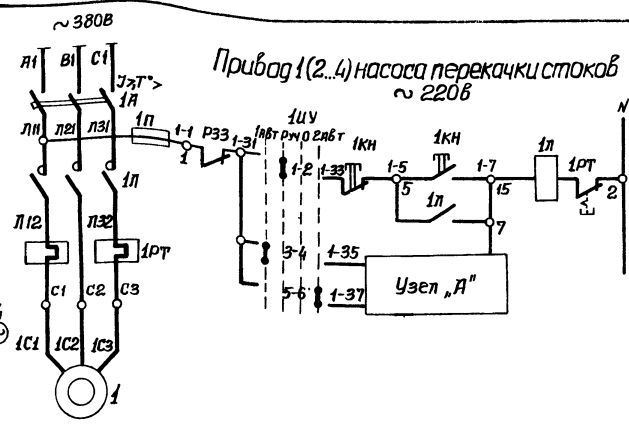 ~380В
А1 В1 С1
Привод 1(2...4) насоса перекачки стоков
~220В
I>,T°>
1А
Л11 Л21 Л31
1П
1-1
1
РЗЗ
1-31
1ИУ
1АВТ РУЧ 0 2АВТ
1КН
1КН
N
1-2
1-33
1-5
5
1-7
15
1Л
1РТ
2
1Л
1Л
7
Л12 Л32
1РТ
3-4
1-35
Узел „А"
5-6
1-37
С1 С2 С3
1С1 1С2 1С3
1